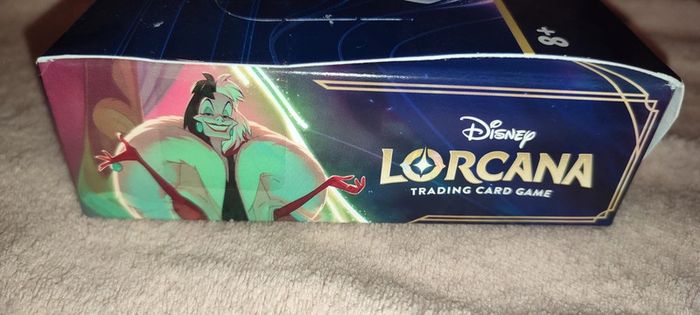 8+
Disney
LORCANA
TRADING CARD GAME